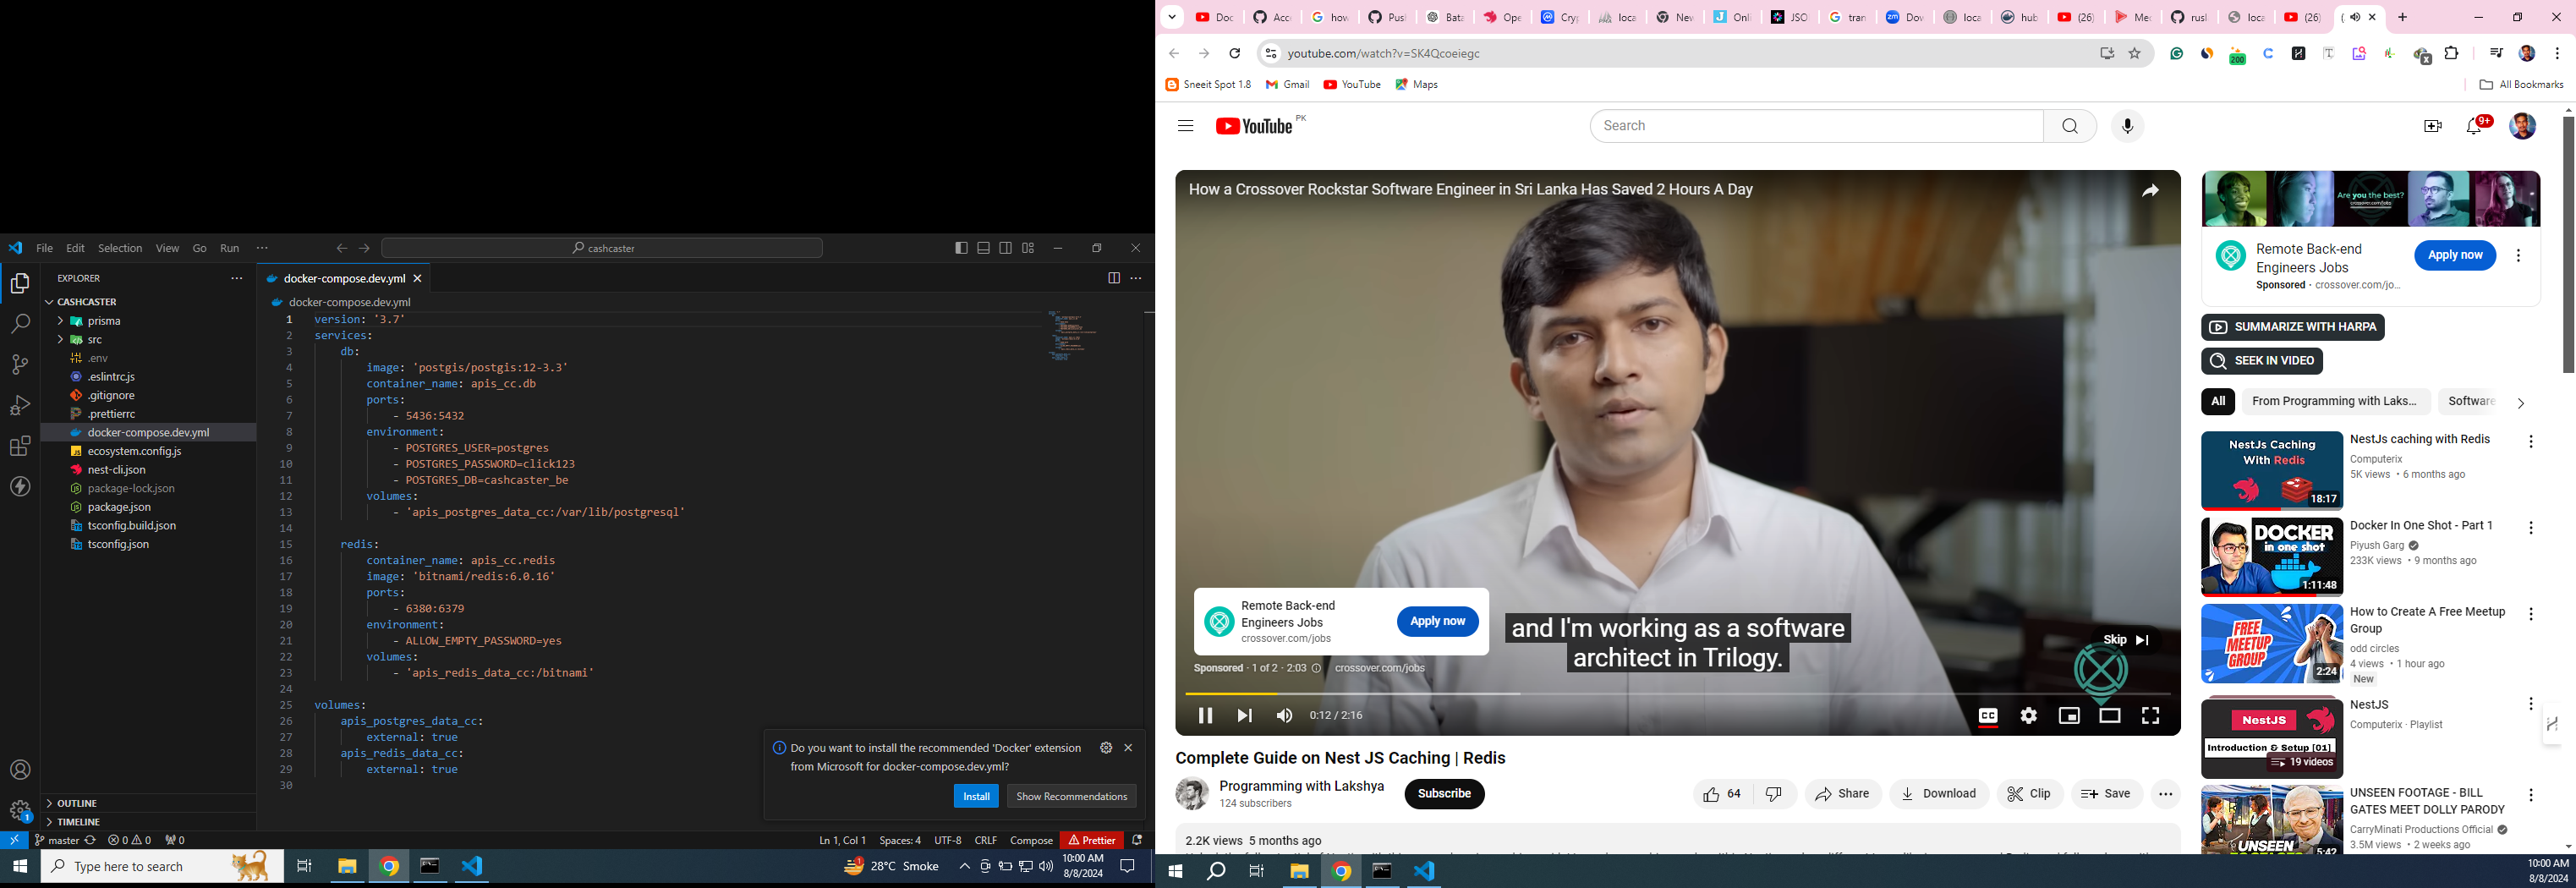 File Edit Selection View Go Run ···
cashcaster
EXPLORER
CASHCASTER
prisma
src
.env
.eslintrc.js
.gitignore
.prettierrc
docker-compose.dev.yml
ecosystem.config.js
nest-cli.json
package-lock.json
package.json
tsconfig.build.json
tsconfig.json
OUTLINE
TIMELINE
docker-compose.dev.yml
docker-compose.dev.yml
1 version: '3.7'
2 services:
3 db:
4 image: 'postgis/postgis:12-3.3'
5 container_name: apis_cc.db
6 ports:
7 - 5436:5432
8 environment:
9 - POSTGRES_USER=postgres
10 - POSTGRES_PASSWORD=click123
11 - POSTGRES_DB=cashcaster_be
12 volumes:
13 - 'apis_postgres_data_cc:/var/lib/postgresql'
14
15 redis:
16 container_name: apis_cc.redis
17 image: 'bitnami/redis:6.0.16'
18 ports:
19 - 6380:6379
20 environment:
21 - ALLOW_EMPTY_PASSWORD=yes
22 volumes:
23 - 'apis_redis_data_cc:/bitnami'
24
25 volumes:
26 apis_postgres_data_cc:
27 external: true
28 apis_redis_data_cc:
29 external: true
30
Do you want to install the recommended 'Docker' extension
from Microsoft for docker-compose.dev.yml?
Install Show Recommendations
1
master 0 0 0 Ln 1, Col 1 Spaces: 4 UTF-8 CRLF Compose Prettier
Type here to search
1 28°C Smoke
10:00 AM
8/8/2024
Doc Acc how Pus Bata Ope Cryp loca Nev Onli JSO tran Dov loca hub (26) Mec rusl loca (26) (
youtube.com/watch?v=SK4Qcoeiegc
200
Sneeit Spot 1.8 Gmail YouTube Maps All Bookmarks
YouTube PK
Search
9+
How a Crossover Rockstar Software Engineer in Sri Lanka Has Saved 2 Hours A Day
Remote Back-end
Engineers Jobs
crossover.com/jobs
Apply now
Sponsored · 1 of 2 · 2:03 crossover.com/jobs
and I'm working as a software
architect in Trilogy.
Skip
0:12 / 2:16
CC
Complete Guide on Nest JS Caching | Redis
Programming with Lakshya
124 subscribers
Subscribe
64 Share Download Clip Save ···
2.2K views 5 months ago
Are you the best?
crossover.com/jobs
Remote Back-end
Engineers Jobs
Sponsored · crossover.com/jo...
Apply now
SUMMARIZE WITH HARPA
SEEK IN VIDEO
All From Programming with Laks... Software
NestJs Caching
With Redis
18:17
NestJs caching with Redis
Computerix
5K views • 6 months ago
DOCKER
in one shot
1:11:48
Docker In One Shot - Part 1
Piyush Garg
233K views • 9 months ago
FREE
MEETUP
GROUP
2:24
How to Create A Free Meetup
Group
odd circles
4 views • 1 hour ago
New
NestJS
Introduction & Setup [01]
19 videos
NestJS
Computerix · Playlist
UNSEEN
5:42
UNSEEN FOOTAGE - BILL
GATES MEET DOLLY PARODY
CarryMinati Productions Official
3.5M views • 2 weeks ago
10:00 AM
8/8/2024